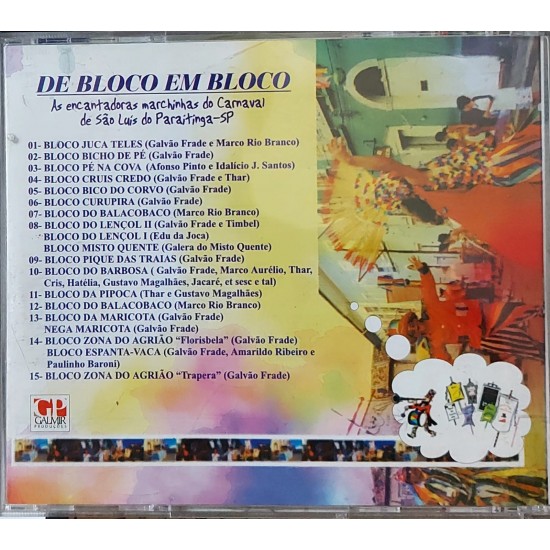 DE BLOCO EM BLOCO
As encantadoras marchinhas do Carnaval
de São Luis do Paraitinga-SP
01- BLOCO JUCA TELES (Galvão Frade e Marco Rio Branco)
02- BLOCO BICHO DE PÉ (Galvão Frade)
03- BLOCO PÉ NA COVA (Afonso Pinto e Idalício J. Santos)
04- BLOCO CRUIS CREDO (Galvão Frade e Thar)
05- BLOCO BICO DO CORVO (Galvão Frade)
06- BLOCO CURUPIRA (Galvão Frade)
07- BLOCO DO BALACOBACO (Marco Rio Branco)
08- BLOCO DO LENÇOL II (Galvão Frade e Timbel)
BLOCO DO LENÇOL I (Edu da Joca)
BLOCO MISTO QUENTE (Galera do Misto Quente)
09- BLOCO PIQUE DAS TRAIAS (Galvão Frade)
10- BLOCO DO BARBOSA ( Galvão Frade, Marco Aurélio, Thar,
Cris, Hatélia, Gustavo Magalhães, Jacaré, et sesc e tal)
11- BLOCO DA PIPOCA (Thar e Gustavo Magalhães)
12- BLOCO DO BALACOBACO (Marco Rio Branco)
13- BLOCO DA MARICOTA (Galvão Frade)
NEGA MARICOTA (Galvão Frade)
14- BLOCO ZONA DO AGRIÃO “Florisbela” (Galvão Frade)
BLOCO ESPANTA-VACA (Galvão Frade, Amarildo Ribeiro e
Paulinho Baroni)
15- BLOCO ZONA DO AGRIÃO “Trapera” (Galvão Frade)
GP
GALMIR
PRODUÇÕES